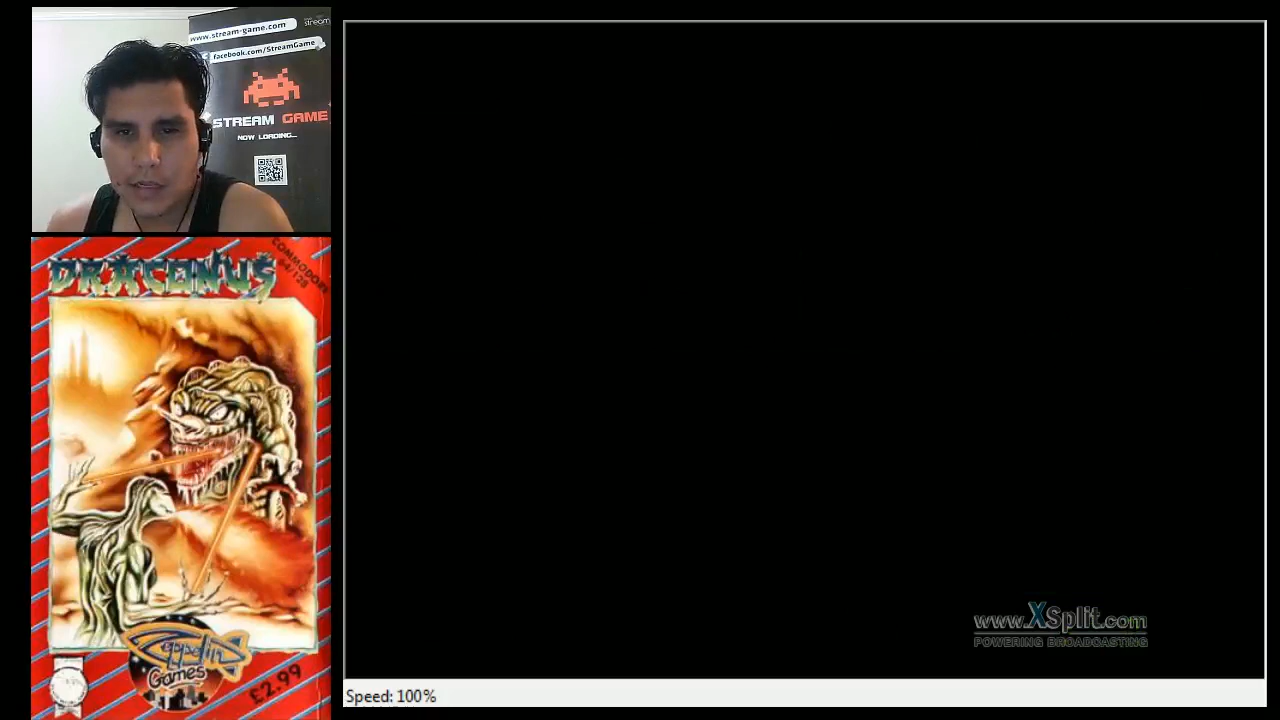 stream
www.stream-game.com
facebook.com/StreamGame
STREAM GAME
NOW LOADING...
DRACONUS
COMMODORE
64/128
Zeppelin
Games
£2.99
www.XSplit.com
POWERING BROADCASTING
Speed: 100%